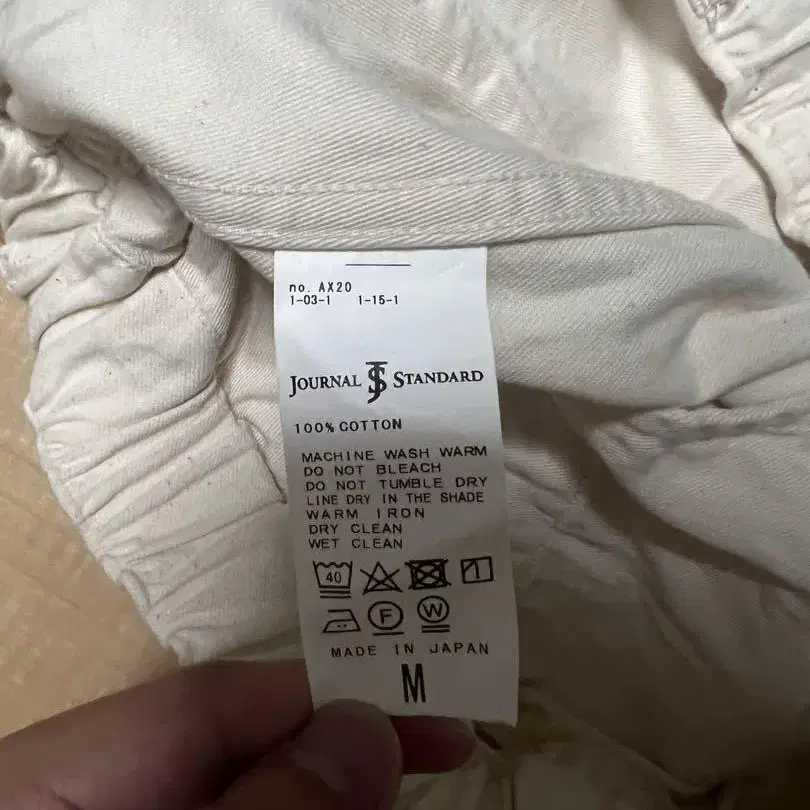 no. AX20
1-03-1 1-15-1
JOURNAL JS STANDARD
100% COTTON
MACHINE WASH WARM
DO NOT BLEACH
DO NOT TUMBLE DRY
LINE DRY IN THE SHADE
WARM IRON
DRY CLEAN
WET CLEAN
40
F W
MADE IN JAPAN
M